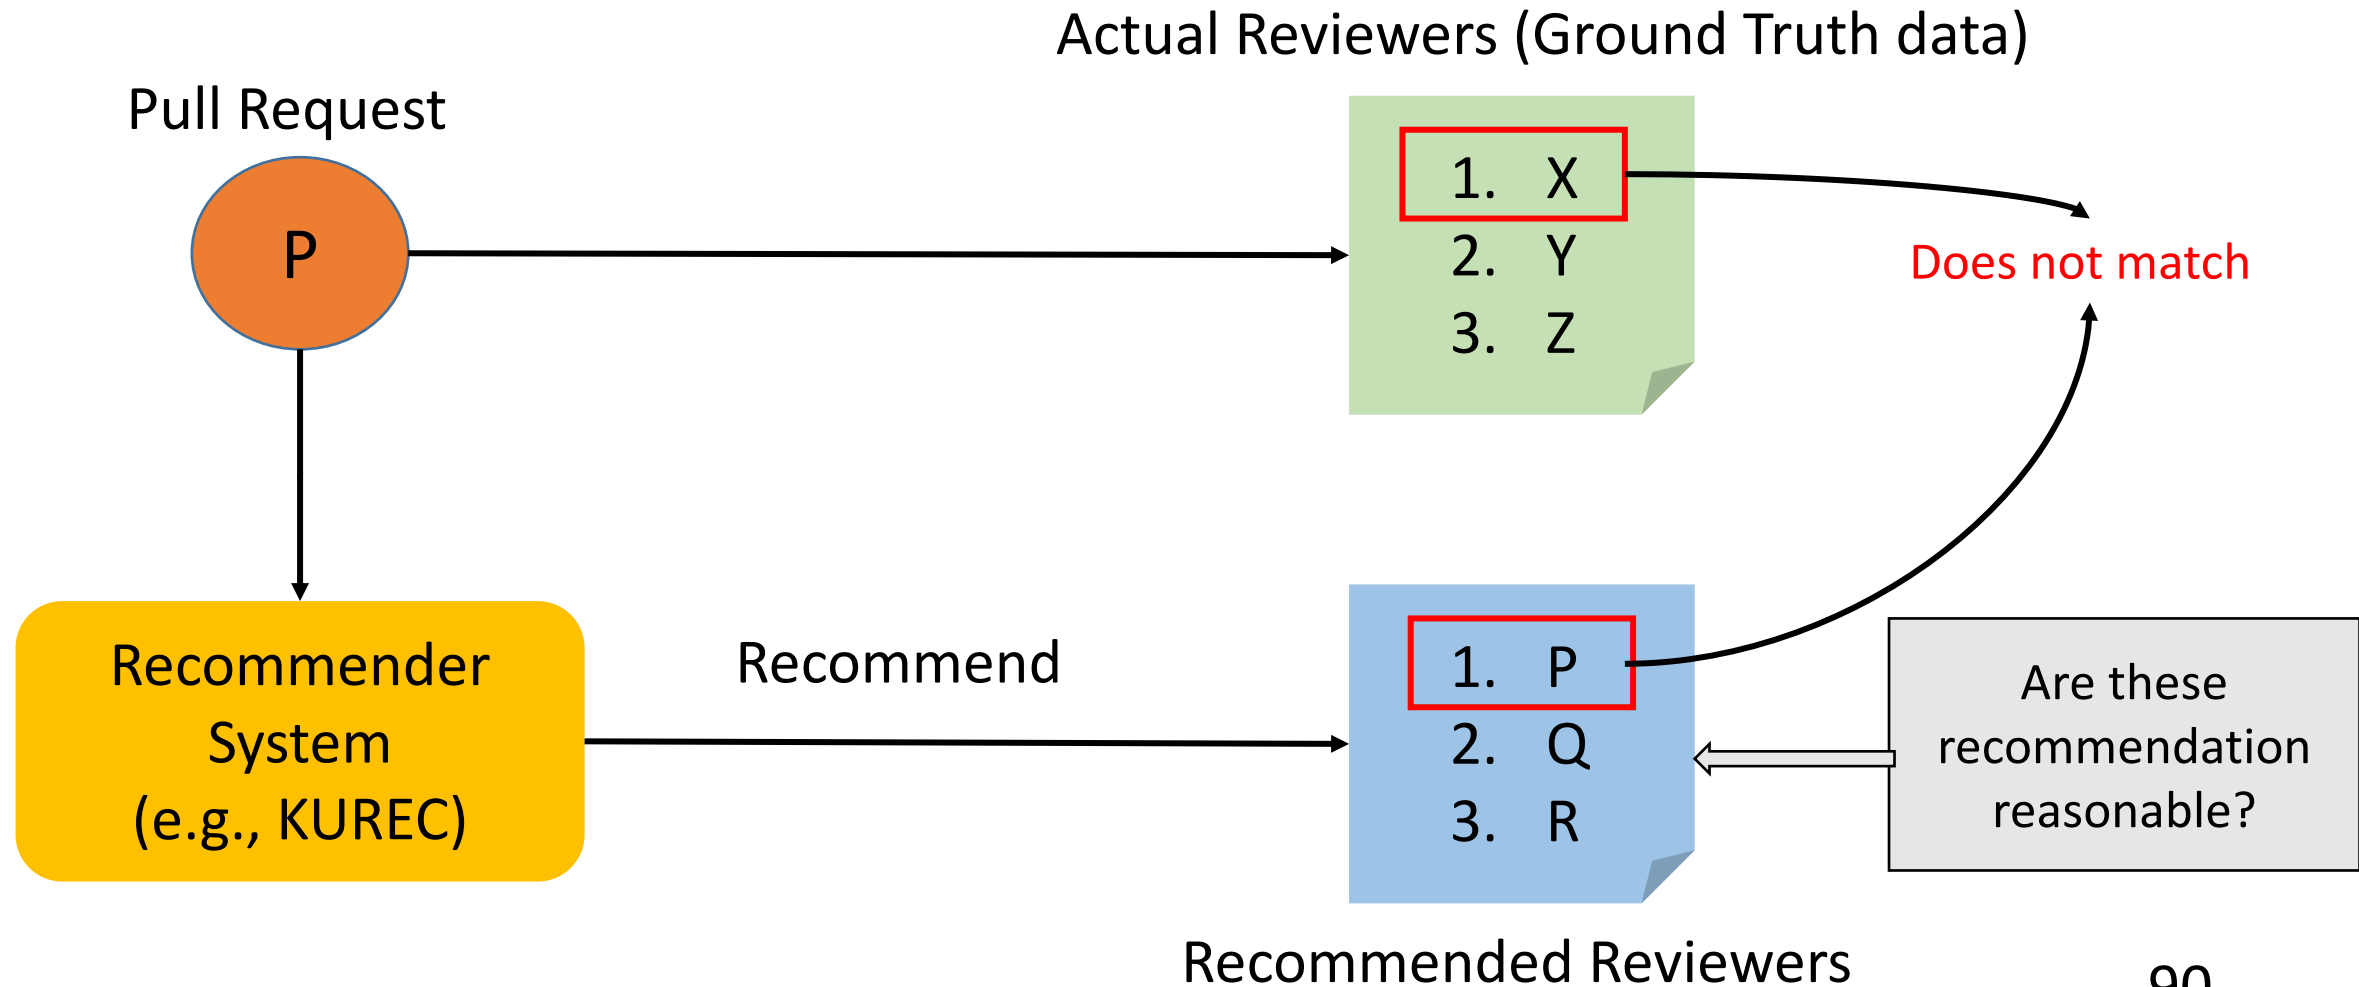 Actual Reviewers (Ground Truth data)
Pull Request
P
1. X
2. Y
3. Z
Does not match
Recommender
System
(e.g., KUREC)
Recommend
1. P
2. Q
3. R
Are these
recommendation
reasonable?
Recommended Reviewers
90